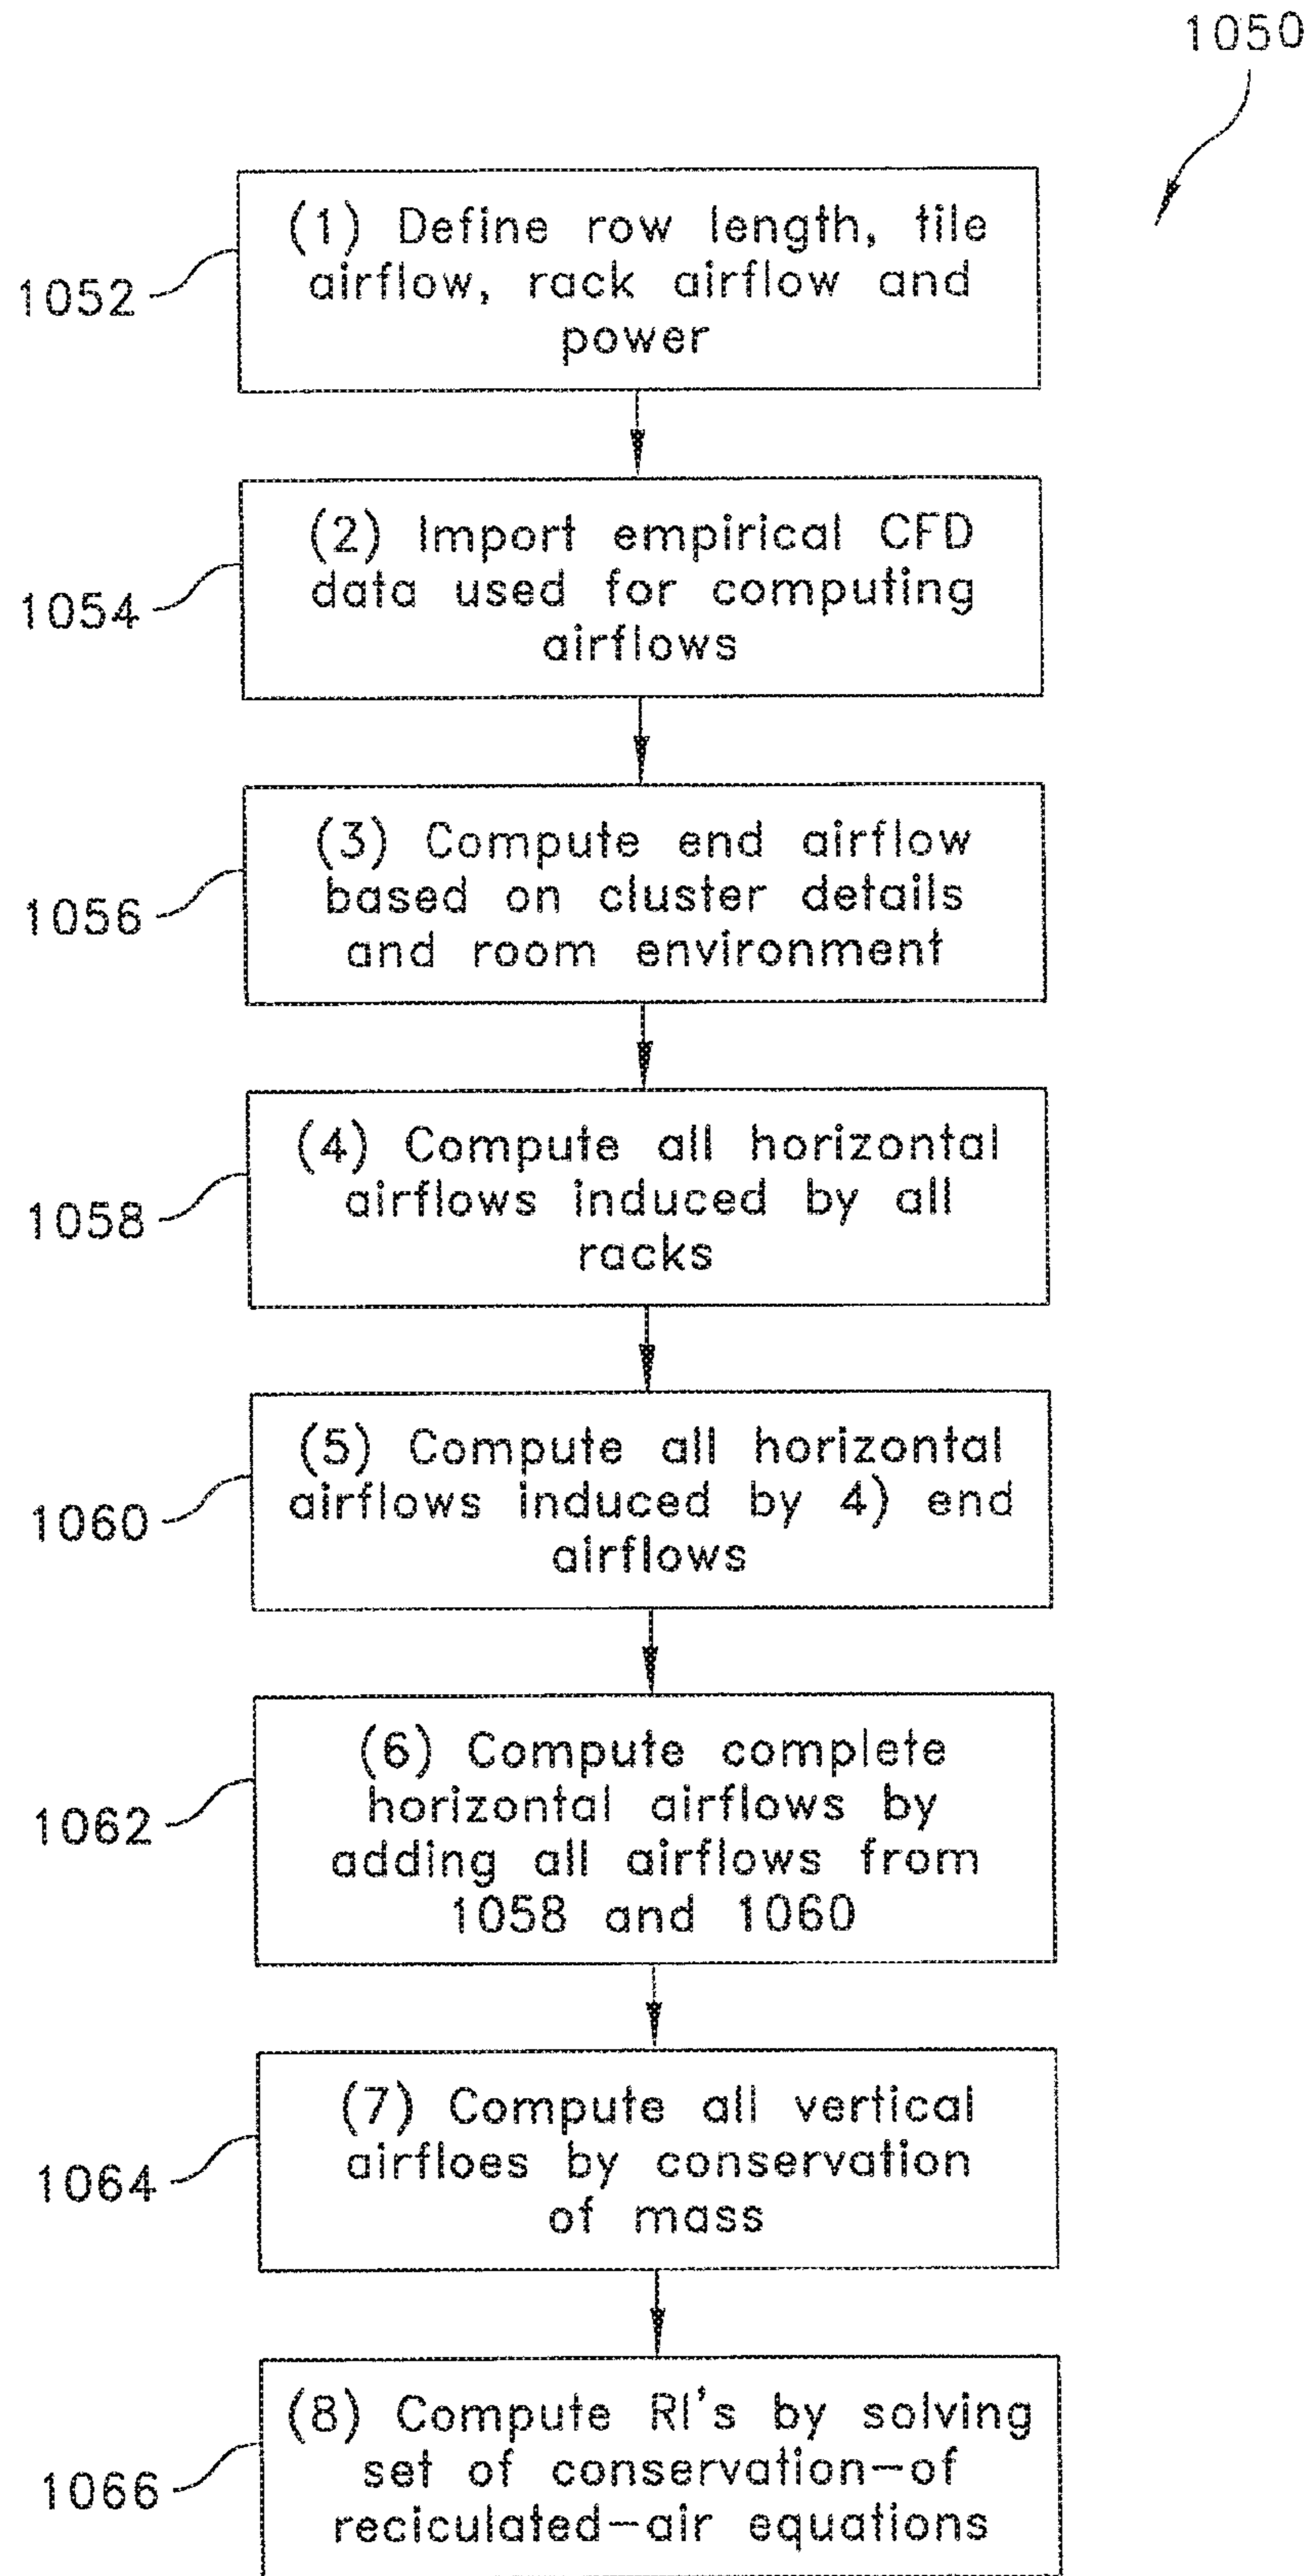 1050
(1) Define row length, tile
airflow, rack airflow and
power
1052
(2) Import empirical CFD
data used for computing
airflows
1054
(3) Compute end airflow
based on cluster details
and room environment
1056
(4) Compute all horizontal
airflows induced by all
racks
1058
(5) Compute all horizontal
airflows induced by 4) end
airflows
1060
(6) Compute complete
horizontal airflows by
adding all airflows from
1058 and 1060
1062
(7) Compute all vertical
airfloes by conservation
of mass
1064
(8) Compute RI's by solving
set of conservation-of
reciculated-air equations
1066